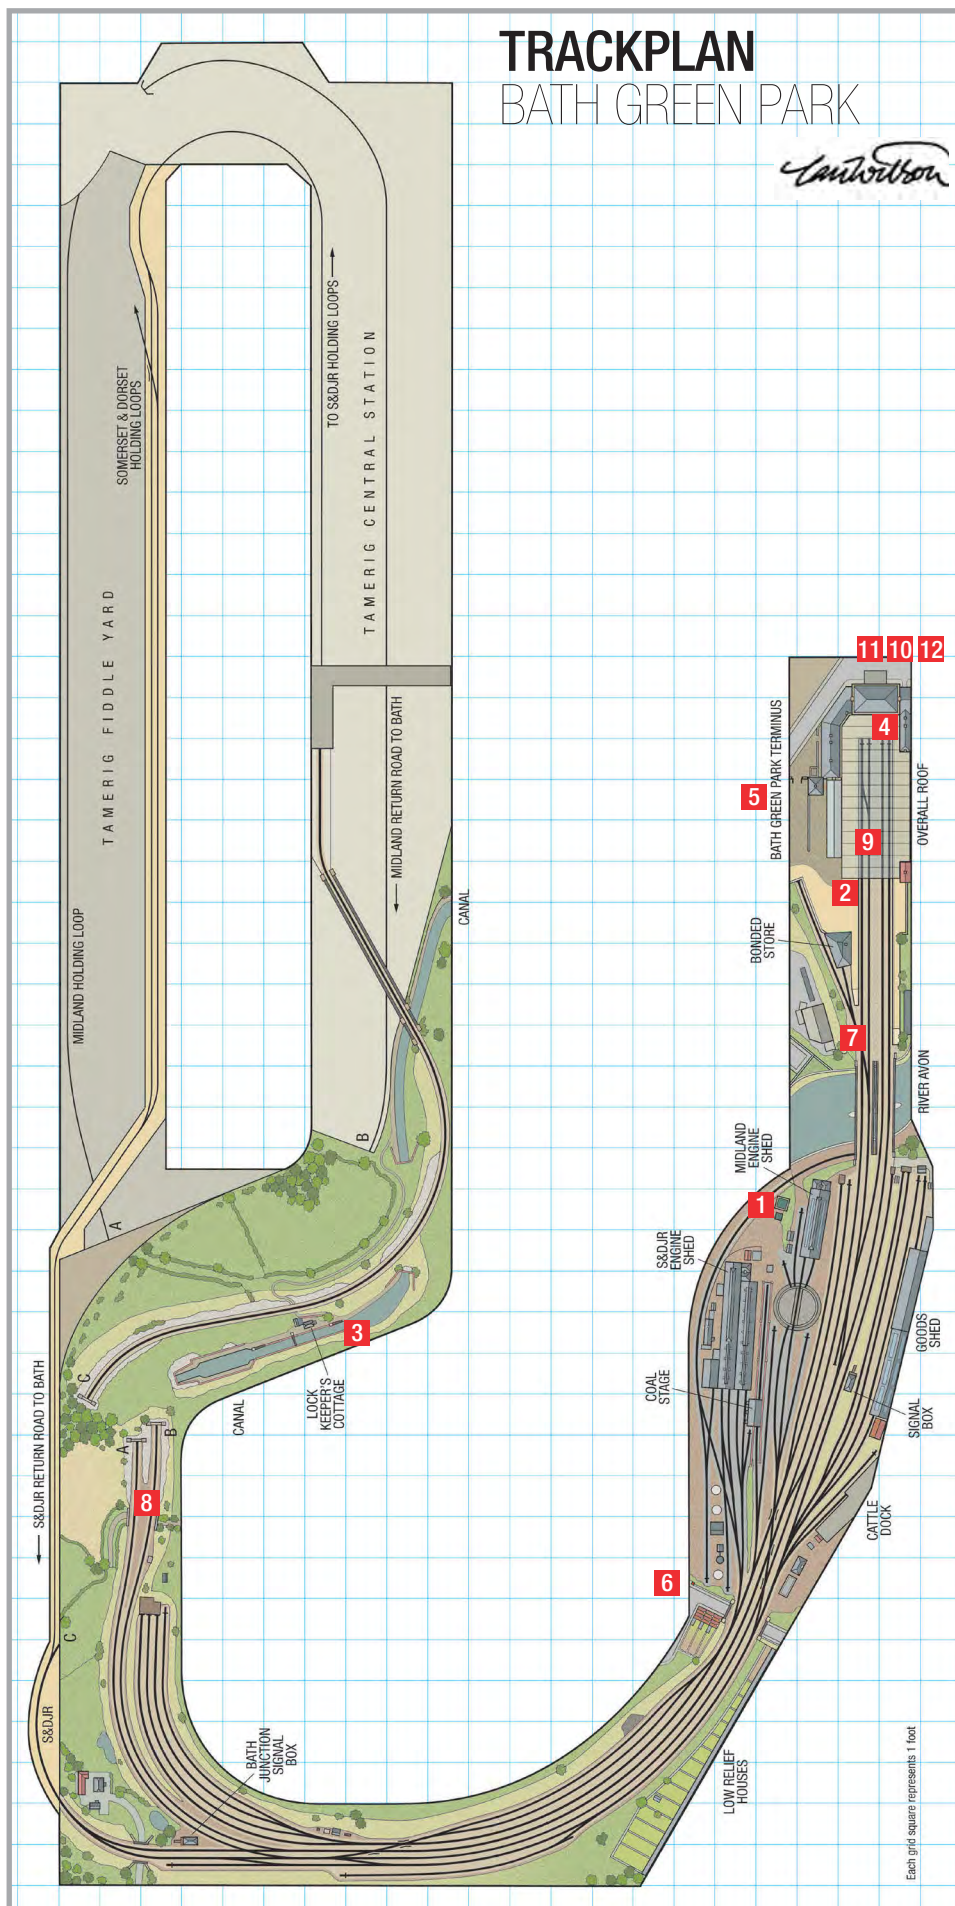 TRACKPLAN
BATH GREEN PARK
Ian Wilson
SOMERSET & DORSET
HOLDING LOOPS
TO S&DJR HOLDING LOOPS
TAMERIG CENTRAL STATION
TAMERIG FIDDLE YARD
MIDLAND HOLDING LOOP
MIDLAND RETURN ROAD TO BATH
CANAL
11 10 12
4
BATH GREEN PARK TERMINUS
5
OVERALL ROOF
9
2
BONDED
STORE
7
RIVER AVON
B
A
MIDLAND
ENGINE
SHED
1
S&DJR
ENGINE
SHED
GOODS
SHED
3
LOCK
KEEPER'S
COTTAGE
CANAL
C
A
B
8
S&DJR RETURN ROAD TO BATH
COAL
STAGE
SIGNAL
BOX
CATTLE
DOCK
6
C
S&DJR
BATH
JUNCTION
SIGNAL
BOX
LOW RELIEF
HOUSES
Each grid square represents 1 foot